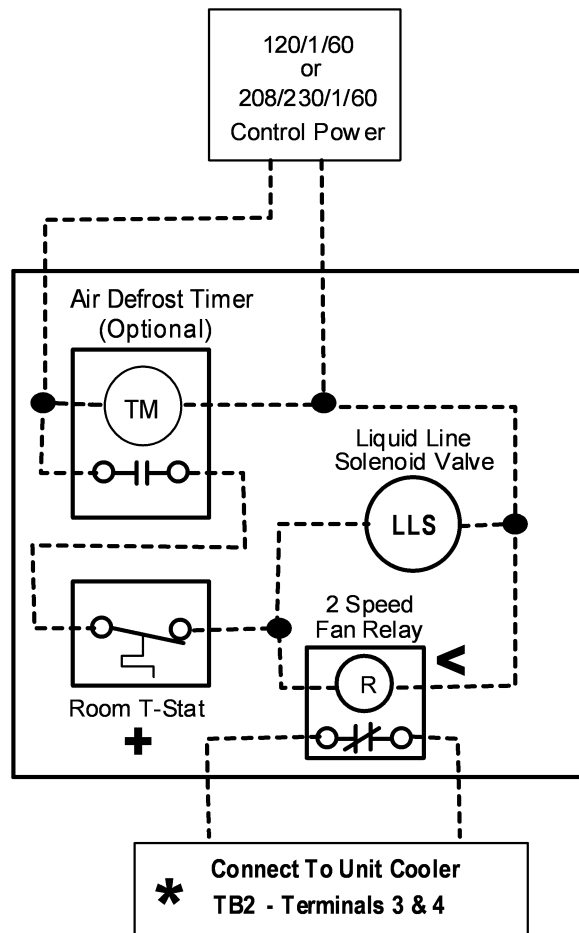 120/1/60
or
208/230/1/60
Control Power
Air Defrost Timer
(Optional)
TM
Liquid Line
Solenoid Valve
LLS
2 Speed
Fan Relay
<
R
Room T-Stat
+
* Connect To Unit Cooler
TB2 - Terminals 3 & 4